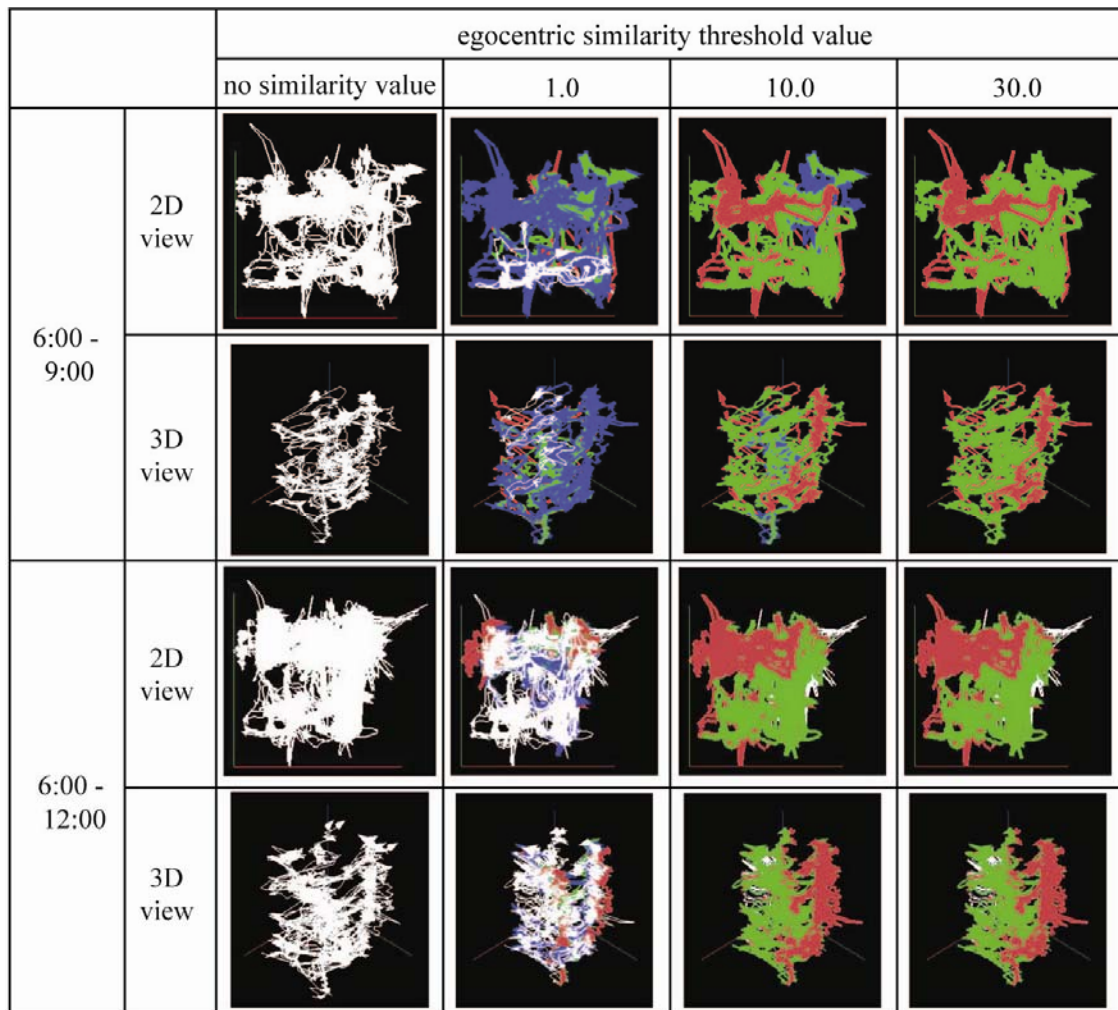 egocentric similarity threshold value
no similarity value 1.0 10.0 30.0
6:00 -
9:00
2D
view
3D
view
6:00 -
12:00
2D
view
3D
view